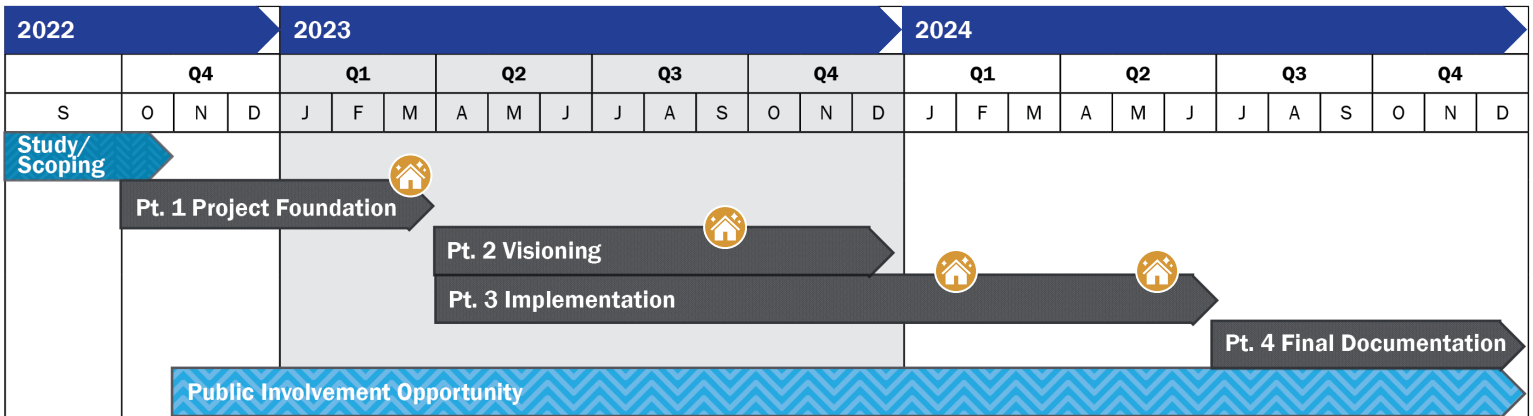 2022 2023 2024
Q4 Q1 Q2 Q3 Q4 Q1 Q2 Q3 Q4
S O N D J F M A M J J A S O N D J F M A M J J A S O N D
Study/
Scoping
Pt. 1 Project Foundation
Pt. 2 Visioning
Pt. 3 Implementation
Pt. 4 Final Documentation
Public Involvement Opportunity